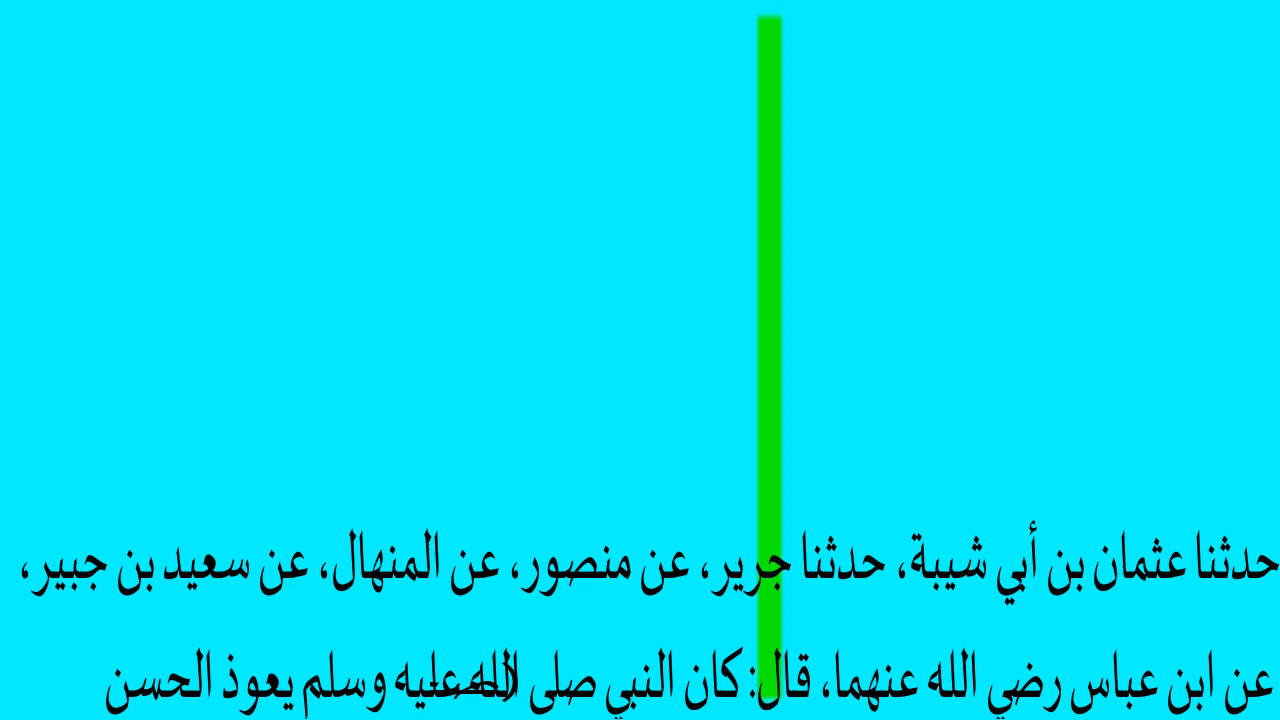 حدثنا عثمان بن أبي شيبة، حدثنا جرير، عن منصور، عن المنهال، عن سعيد بن جبير،
عن ابن عباس رضي الله عنهما، قال: كان النبي صلى الله عليه وسلم يعوذ الحسن